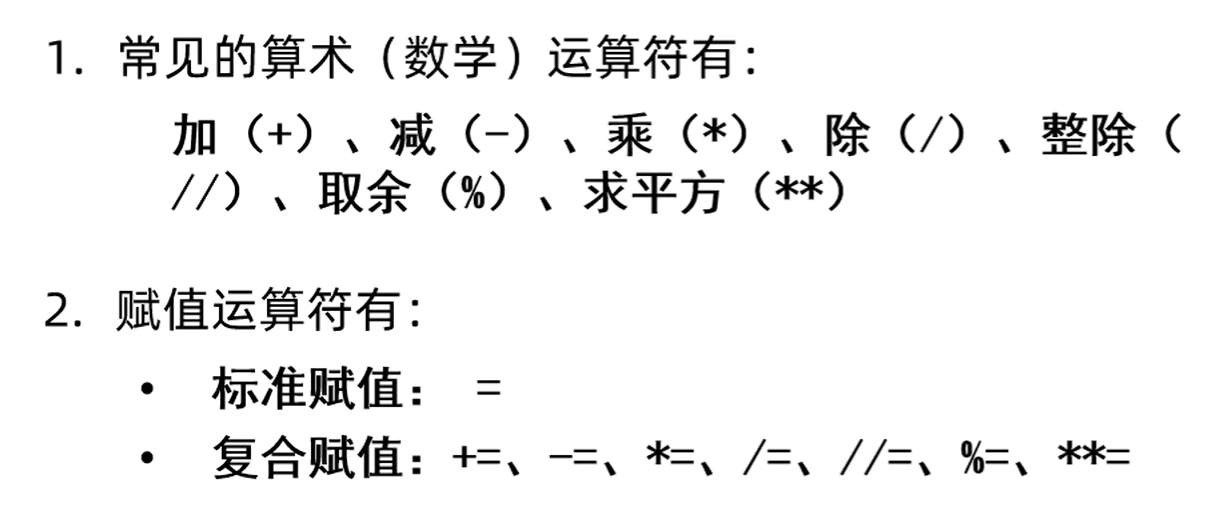 1. 常见的算术（数学）运算符有：
加（+）、减（-）、乘（*）、除（/）、整除（
//）、取余（%）、求平方（**）
2. 赋值运算符有：
• 标准赋值： =
• 复合赋值：+=、-=、*=、/=、//=、%=、**=